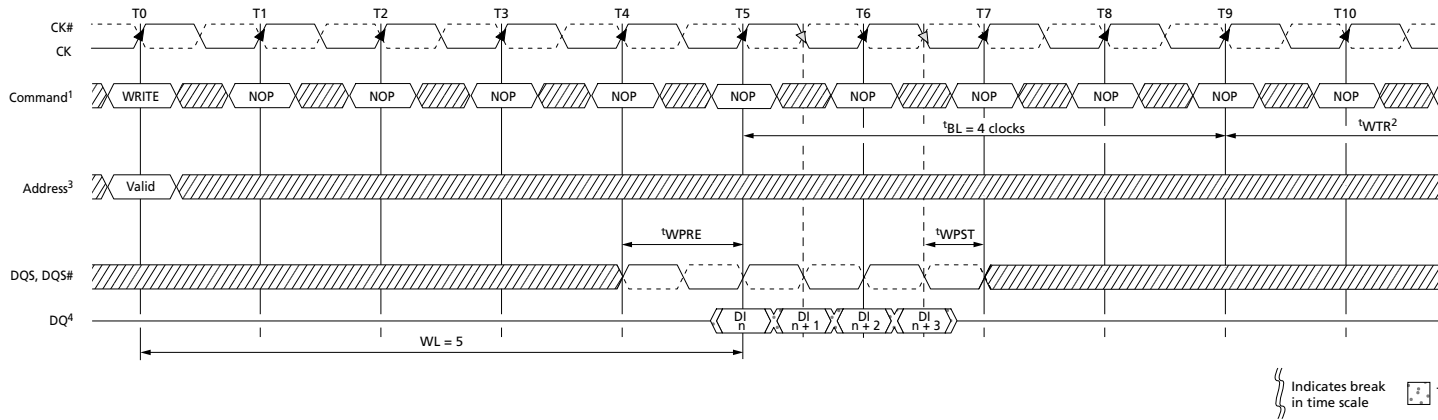 T0 T1 T2 T3 T4 T5 T6 T7 T8 T9 T10
CK#
CK
Command1 WRITE NOP NOP NOP NOP NOP NOP NOP NOP NOP NOP
tBL = 4 clocks tWTR2
Address3 Valid
tWPRE tWPST
DQS, DQS#
DQ4 DI n DI n + 1 DI n + 2 DI n + 3
WL = 5
Indicates break
in time scale